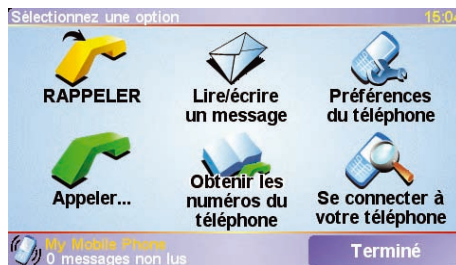 Sélectionnez une option 15:04
RAPPELER
Lire/écrire
un message
Préférences
du téléphone
Appeler...
Obtenir les
numéros du
téléphone
Se connecter à
votre téléphone
My Mobile Phone
0 messages non lus
Terminé